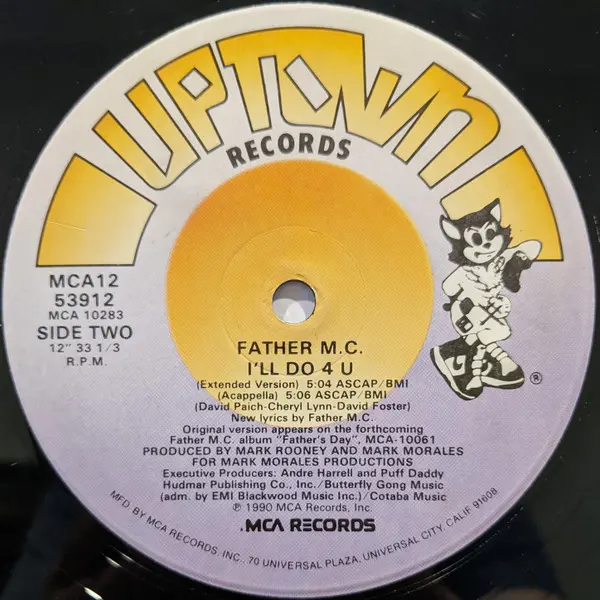 UPTOWN
RECORDS
MCA12
53912
MCA 10283
SIDE TWO
12" 33 1/3
R.P.M.
®
FATHER M.C.
I'LL DO 4 U
(Extended Version) 5:04 ASCAP/BMI
(Acappella) 5:06 ASCAP/BMI
(David Paich-Cheryl Lynn-David Foster)
New lyrics by Father M.C.
Original version appears on the forthcoming
Father M.C. album "Father's Day", MCA-10061
PRODUCED BY MARK ROONEY AND MARK MORALES
FOR MARK MORALES PRODUCTIONS
Executive Producers: Andre Harrell and Puff Daddy
Hudmar Publishing Co., Inc./Butterfly Gong Music
(adm. by EMI Blackwood Music Inc.)/Cotaba Music
℗ 1990 MCA Records, Inc.
.MCA RECORDS
MFD. BY MCA RECORDS, INC., 70 UNIVERSAL PLAZA, UNIVERSAL CITY, CALIF. 91608